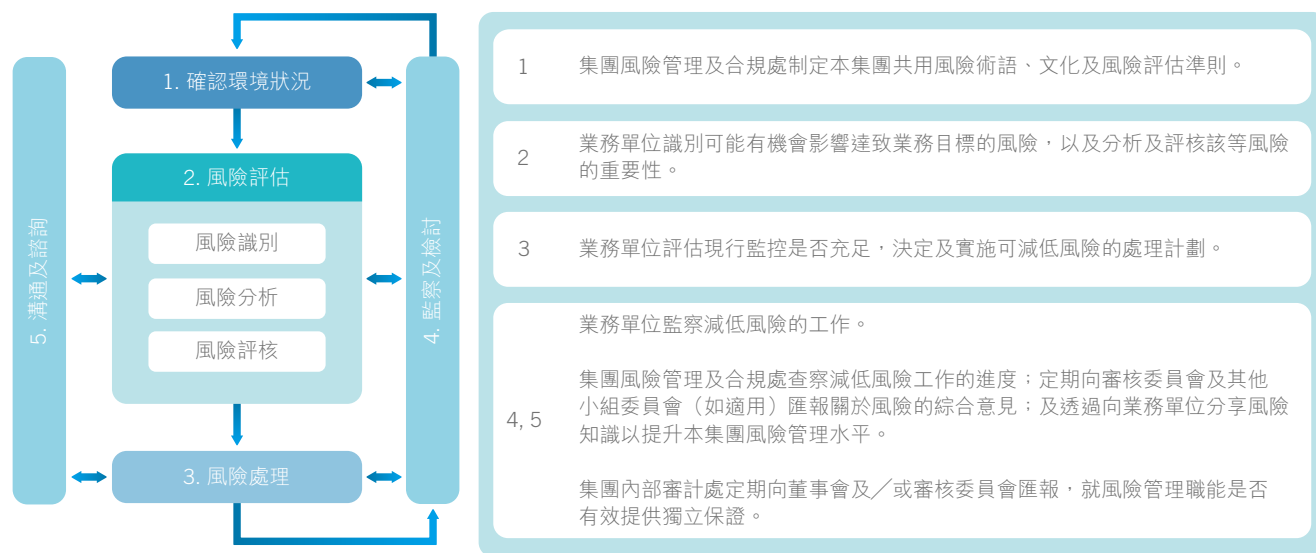 1. 確認環境狀況
2. 風險評估
風險識別
風險分析
風險評核
3. 風險處理
5. 溝通及諮詢
4. 監察及檢討
1
集團風險管理及合規處制定本集團共用風險術語、文化及風險評估準則。
2
業務單位識別可能有機會影響達致業務目標的風險，以及分析及評核該等風險
的重要性。
3
業務單位評估現行監控是否充足，決定及實施可減低風險的處理計劃。
4, 5
業務單位監察減低風險的工作。
集團風險管理及合規處查察減低風險工作的進度；定期向審核委員會及其他
小組委員會（如適用）匯報關於風險的綜合意見；及透過向業務單位分享風險
知識以提升本集團風險管理水平。
集團內部審計處定期向董事會及╱或審核委員會匯報，就風險管理職能是否
有效提供獨立保證。